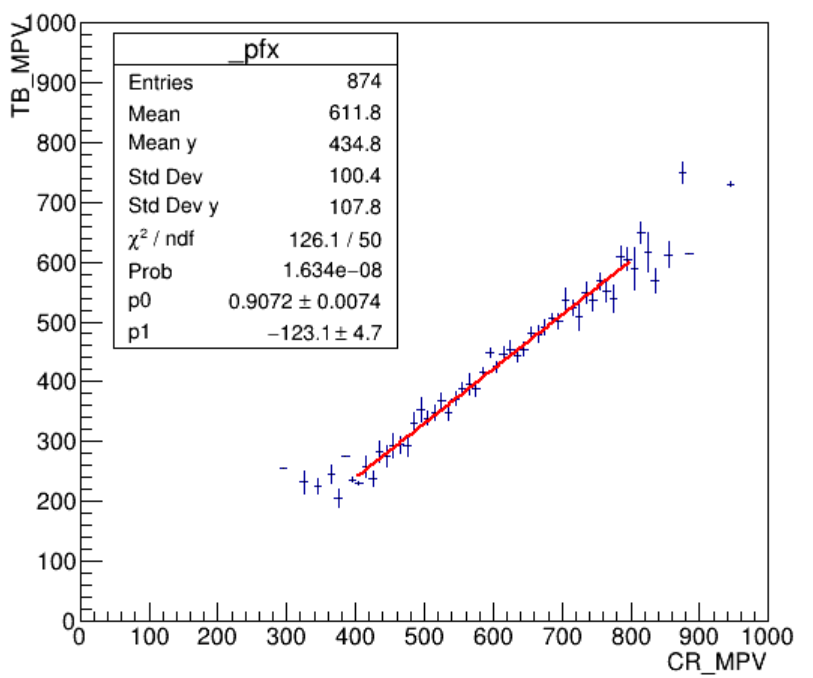 _pfx
Entries 874
Mean 611.8
Mean y 434.8
Std Dev 100.4
Std Dev y 107.8
χ² / ndf 126.1 / 50
Prob 1.634e−08
p0 0.9072 ± 0.0074
p1 −123.1 ± 4.7
TB_MPV
1000
900
800
700
600
500
400
300
200
100
0
0 100 200 300 400 500 600 700 800 900 1000
CR_MPV